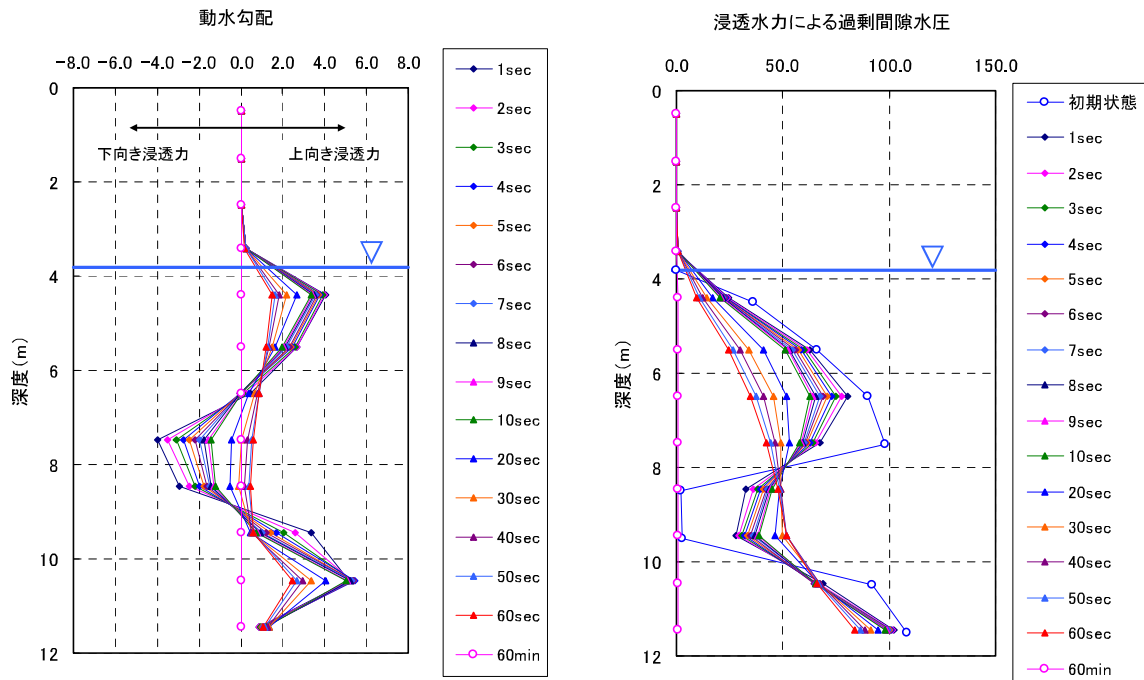 動水勾配
-8.0 -6.0 -4.0 -2.0 0.0 2.0 4.0 6.0 8.0
0
2
4
6
8
10
12
深度(m)
下向き浸透力
上向き浸透力
1sec
2sec
3sec
4sec
5sec
6sec
7sec
8sec
9sec
10sec
20sec
30sec
40sec
50sec
60sec
60min
浸透水力による過剰間隙水圧
0.0 50.0 100.0 150.0
0
2
4
6
8
10
12
深度(m)
初期状態
1sec
2sec
3sec
4sec
5sec
6sec
7sec
8sec
9sec
10sec
20sec
30sec
40sec
50sec
60sec
60min